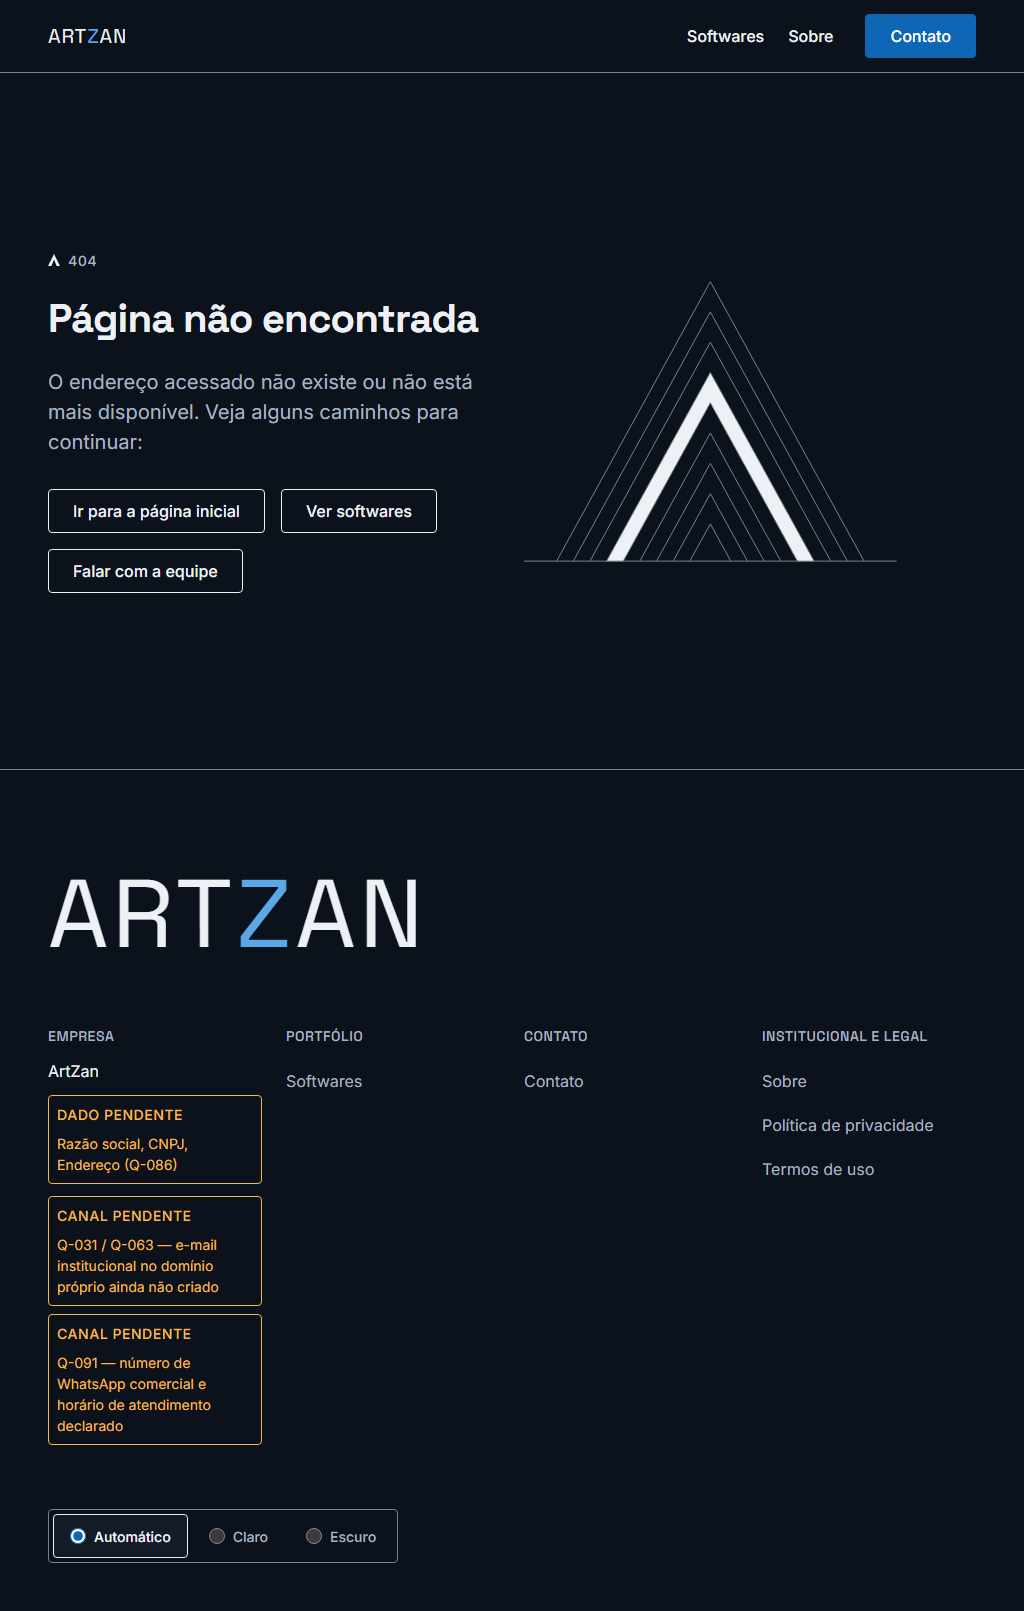 ARTZAN
Softwares
Sobre
Contato
404
Página não encontrada
O endereço acessado não existe ou não está
mais disponível. Veja alguns caminhos para
continuar:
Ir para a página inicial
Ver softwares
Falar com a equipe
ARTZAN
EMPRESA
ArtZan
DADO PENDENTE
Razão social, CNPJ,
Endereço (Q-086)
CANAL PENDENTE
Q-031 / Q-063 — e-mail
institucional no domínio
próprio ainda não criado
CANAL PENDENTE
Q-091 — número de
WhatsApp comercial e
horário de atendimento
declarado
PORTFÓLIO
Softwares
CONTATO
Contato
INSTITUCIONAL E LEGAL
Sobre
Política de privacidade
Termos de uso
Automático
Claro
Escuro